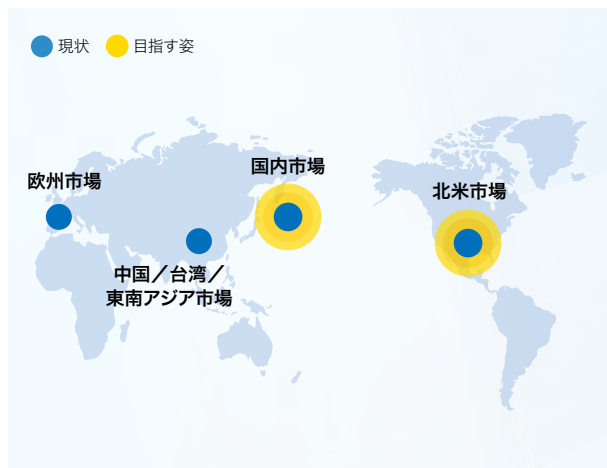 現状
目指す姿
国内市場
欧州市場
北米市場
中国／台湾／
東南アジア市場